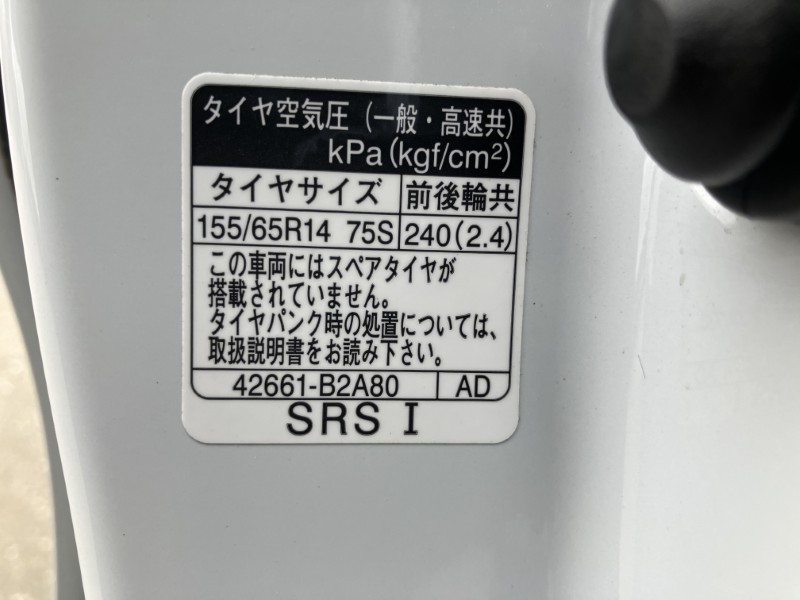 タイヤ空気圧（一般・高速共）
kPa(kgf/cm²)
タイヤサイズ 前後輪共
155/65R14 75S 240(2.4)
この車両にはスペアタイヤが
搭載されていません。
タイヤパンク時の処置については、
取扱説明書をお読み下さい。
42661-B2A80 AD
SRS I